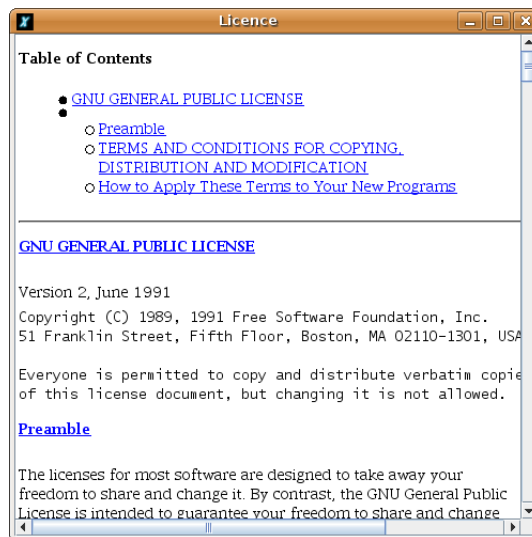 Licence
Table of Contents
GNU GENERAL PUBLIC LICENSE
Preamble
TERMS AND CONDITIONS FOR COPYING,
DISTRIBUTION AND MODIFICATION
How to Apply These Terms to Your New Programs
GNU GENERAL PUBLIC LICENSE
Version 2, June 1991
Copyright (C) 1989, 1991 Free Software Foundation, Inc.
51 Franklin Street, Fifth Floor, Boston, MA 02110-1301, USA
Everyone is permitted to copy and distribute verbatim copie
of this license document, but changing it is not allowed.
Preamble
The licenses for most software are designed to take away your
freedom to share and change it. By contrast, the GNU General Public
License is intended to guarantee your freedom to share and change